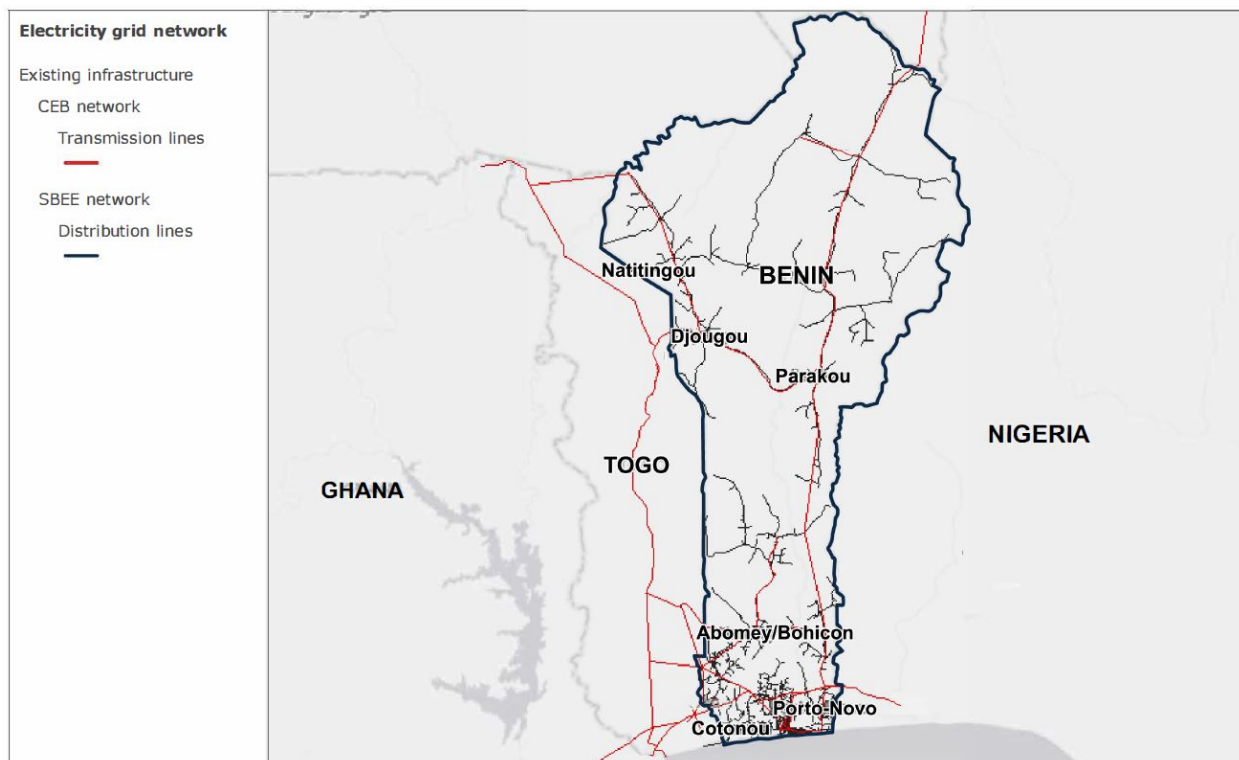 Electricity grid network
Existing infrastructure
CEB network
Transmission lines
SBEE network
Distribution lines
BENIN
Natitingou
Djougou
Parakou
NIGERIA
TOGO
GHANA
Abomey/Bohicon
Porto-Novo
Cotonou